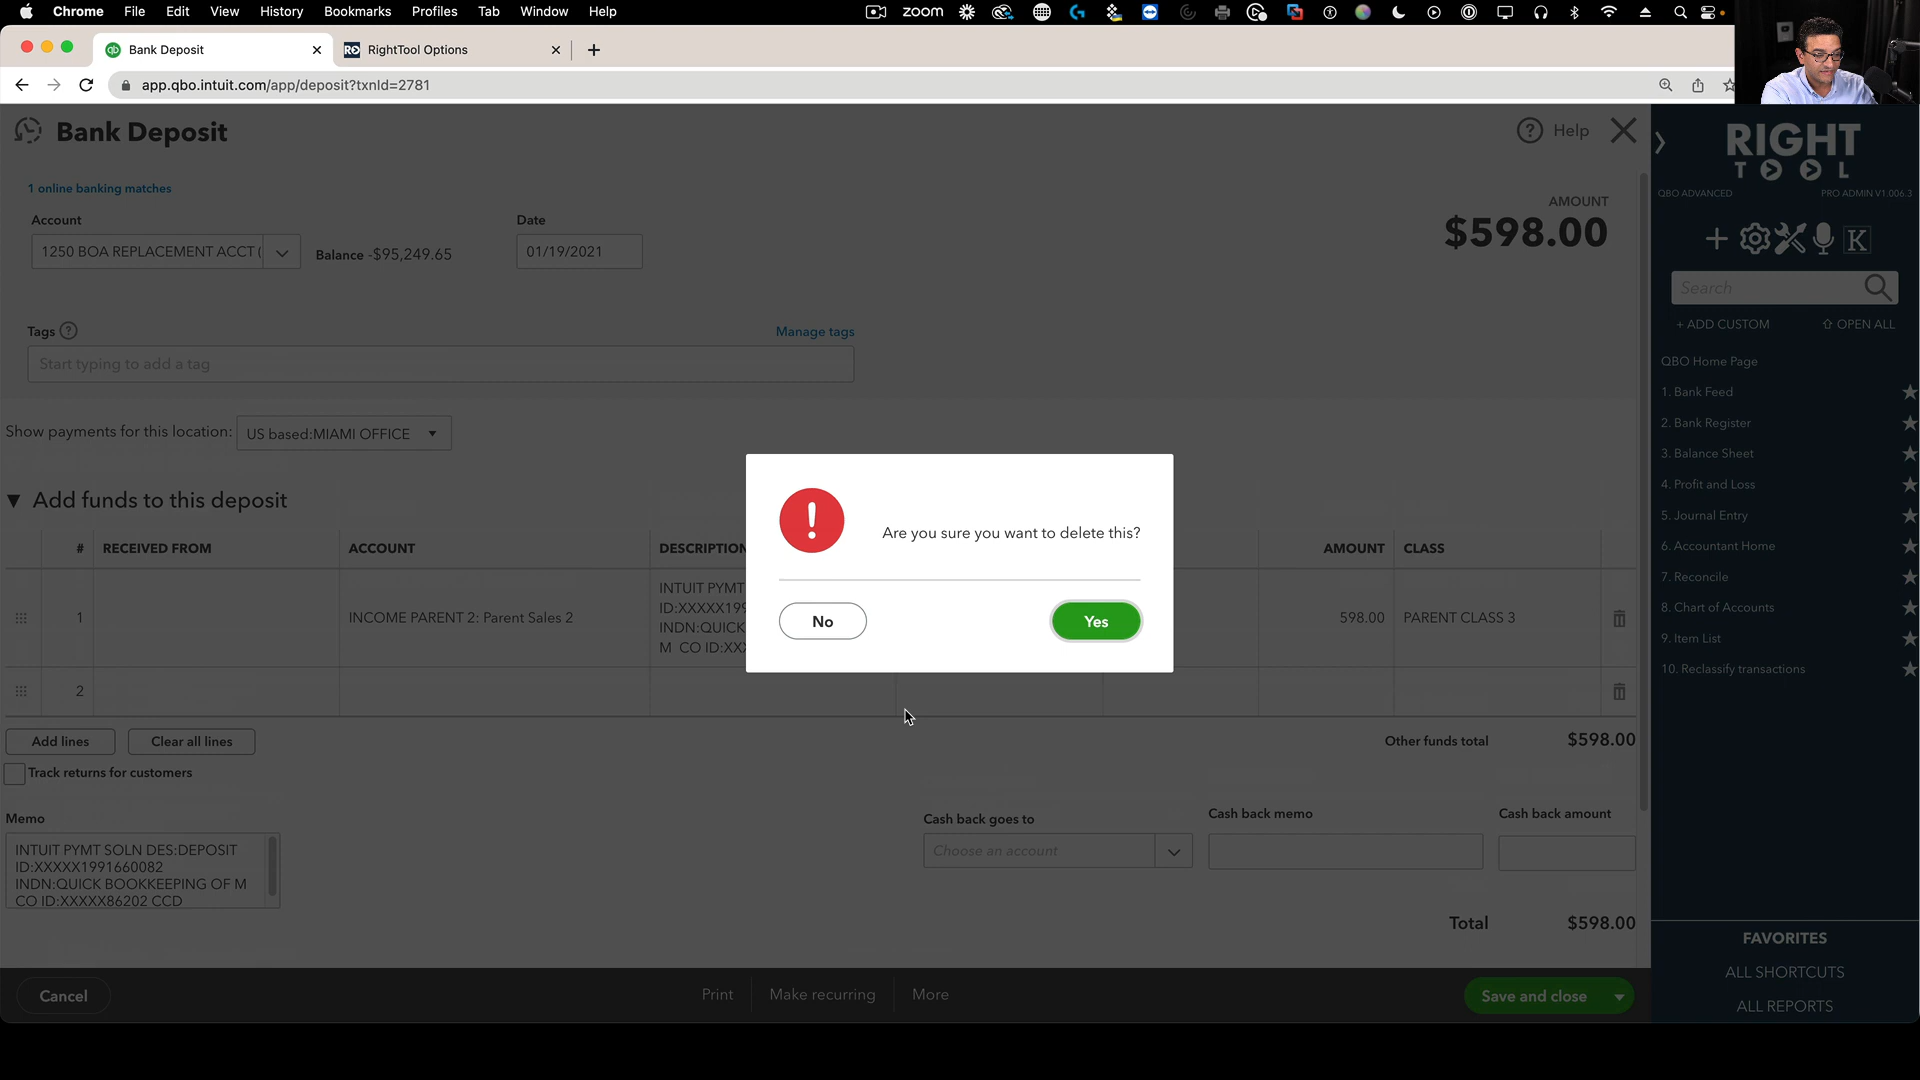 Chrome File Edit View History Bookmarks Profiles Tab Window Help zoom
Bank Deposit
RightTool Options
app.qbo.intuit.com/app/deposit?txnId=2781
Bank Deposit
Help
1 online banking matches
Account
Date
AMOUNT
$598.00
1250 BOA REPLACEMENT ACCT (
Balance -$95,249.65
01/19/2021
Tags
Manage tags
Start typing to add a tag
Show payments for this location:
US based:MIAMI OFFICE
Add funds to this deposit
# RECEIVED FROM ACCOUNT DESCRIPTION AMOUNT CLASS
1 INCOME PARENT 2: Parent Sales 2 598.00 PARENT CLASS 3
INTUIT PYMT
ID:XXXXX199
INDN:QUICK
M CO ID:XX
2
Are you sure you want to delete this?
No
Yes
Add lines
Clear all lines
Other funds total $598.00
Track returns for customers
Memo
INTUIT PYMT SOLN DES:DEPOSIT
ID:XXXXX1991660082
INDN:QUICK BOOKKEEPING OF M
CO ID:XXXXX86202 CCD
Cash back goes to
Cash back memo
Cash back amount
Choose an account
Total $598.00
Cancel
Print
Make recurring
More
Save and close
RIGHT
TOOL
QBO ADVANCED PRO ADMIN V1.006.3
K
Search
+ ADD CUSTOM
OPEN ALL
QBO Home Page
1. Bank Feed
2. Bank Register
3. Balance Sheet
4. Profit and Loss
5. Journal Entry
6. Accountant Home
7. Reconcile
8. Chart of Accounts
9. Item List
10. Reclassify transactions
FAVORITES
ALL SHORTCUTS
ALL REPORTS